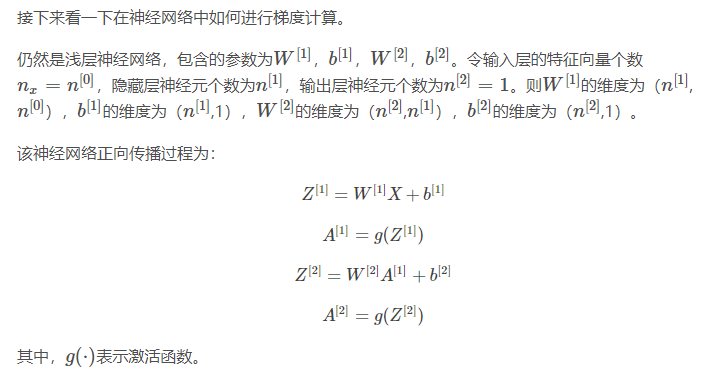 接下来看一下在神经网络中如何进行梯度计算。
仍然是浅层神经网络，包含的参数为W^{[1]}，b^{[1]}，W^{[2]}，b^{[2]}。令输入层的特征向量个数
n_x = n^{[0]}，隐藏层神经元个数为n^{[1]}，输出层神经元个数为n^{[2]} = 1。则W^{[1]}的维度为（n^{[1]},
n^{[0]}），b^{[1]}的维度为（n^{[1]},1），W^{[2]}的维度为（n^{[2]},n^{[1]}），b^{[2]}的维度为（n^{[2]},1）。
该神经网络正向传播过程为：
Z^{[1]} = W^{[1]}X + b^{[1]}
A^{[1]} = g(Z^{[1]})
Z^{[2]} = W^{[2]}A^{[1]} + b^{[2]}
A^{[2]} = g(Z^{[2]})
其中，g(·)表示激活函数。